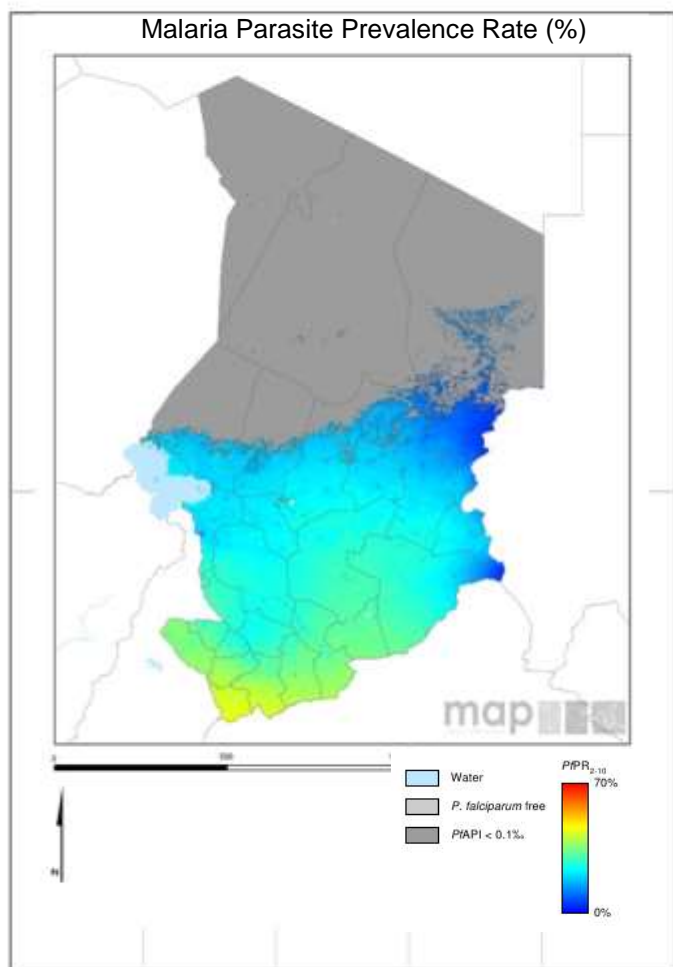 Malaria Parasite Prevalence Rate (%)
map
Water
P. falciparum free
PfAPI < 0.1‰
PfPR2-10
70%
0%